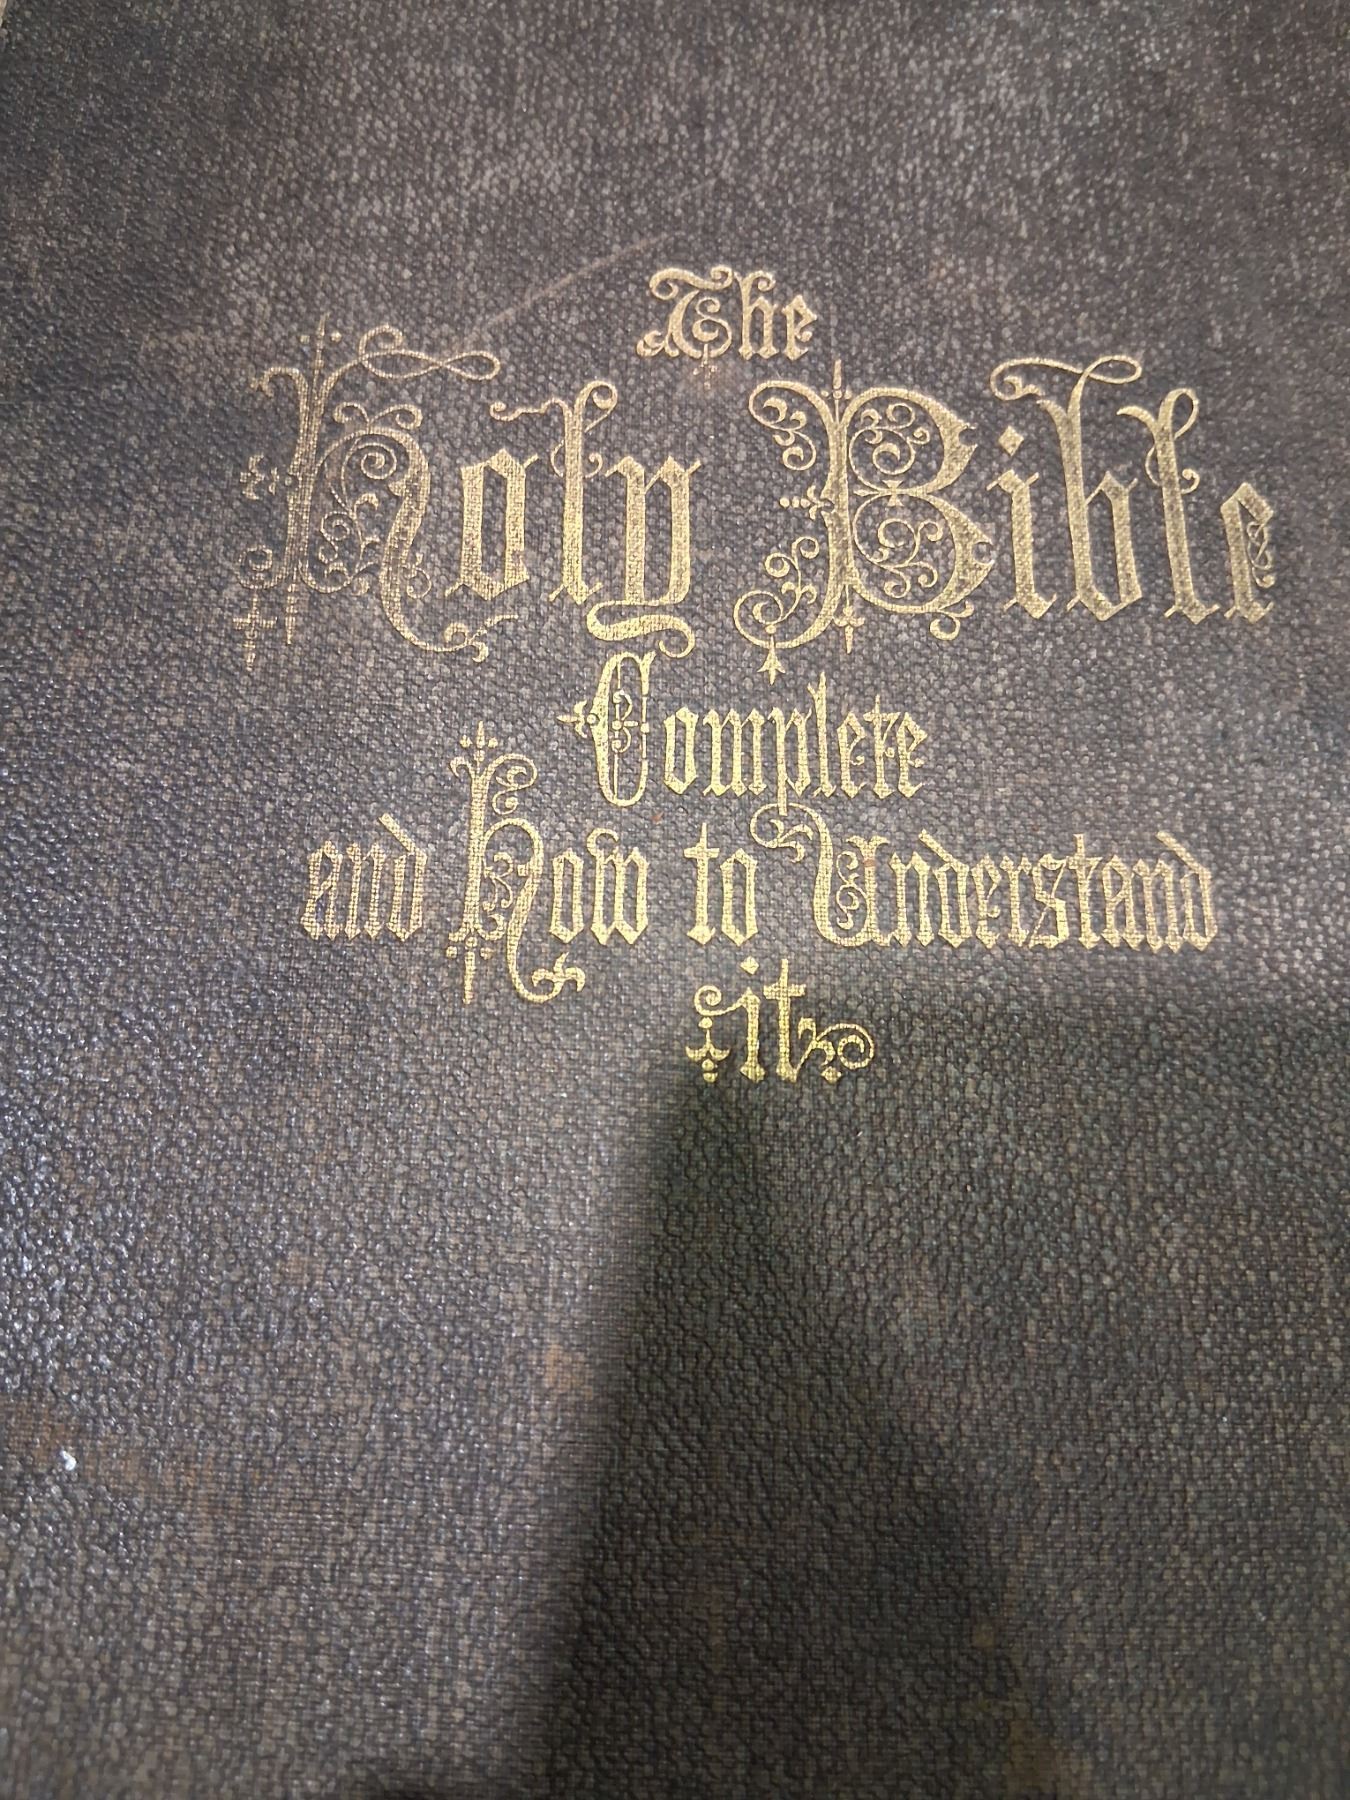 The
Holy Bible
Complete
and How to Understand
it